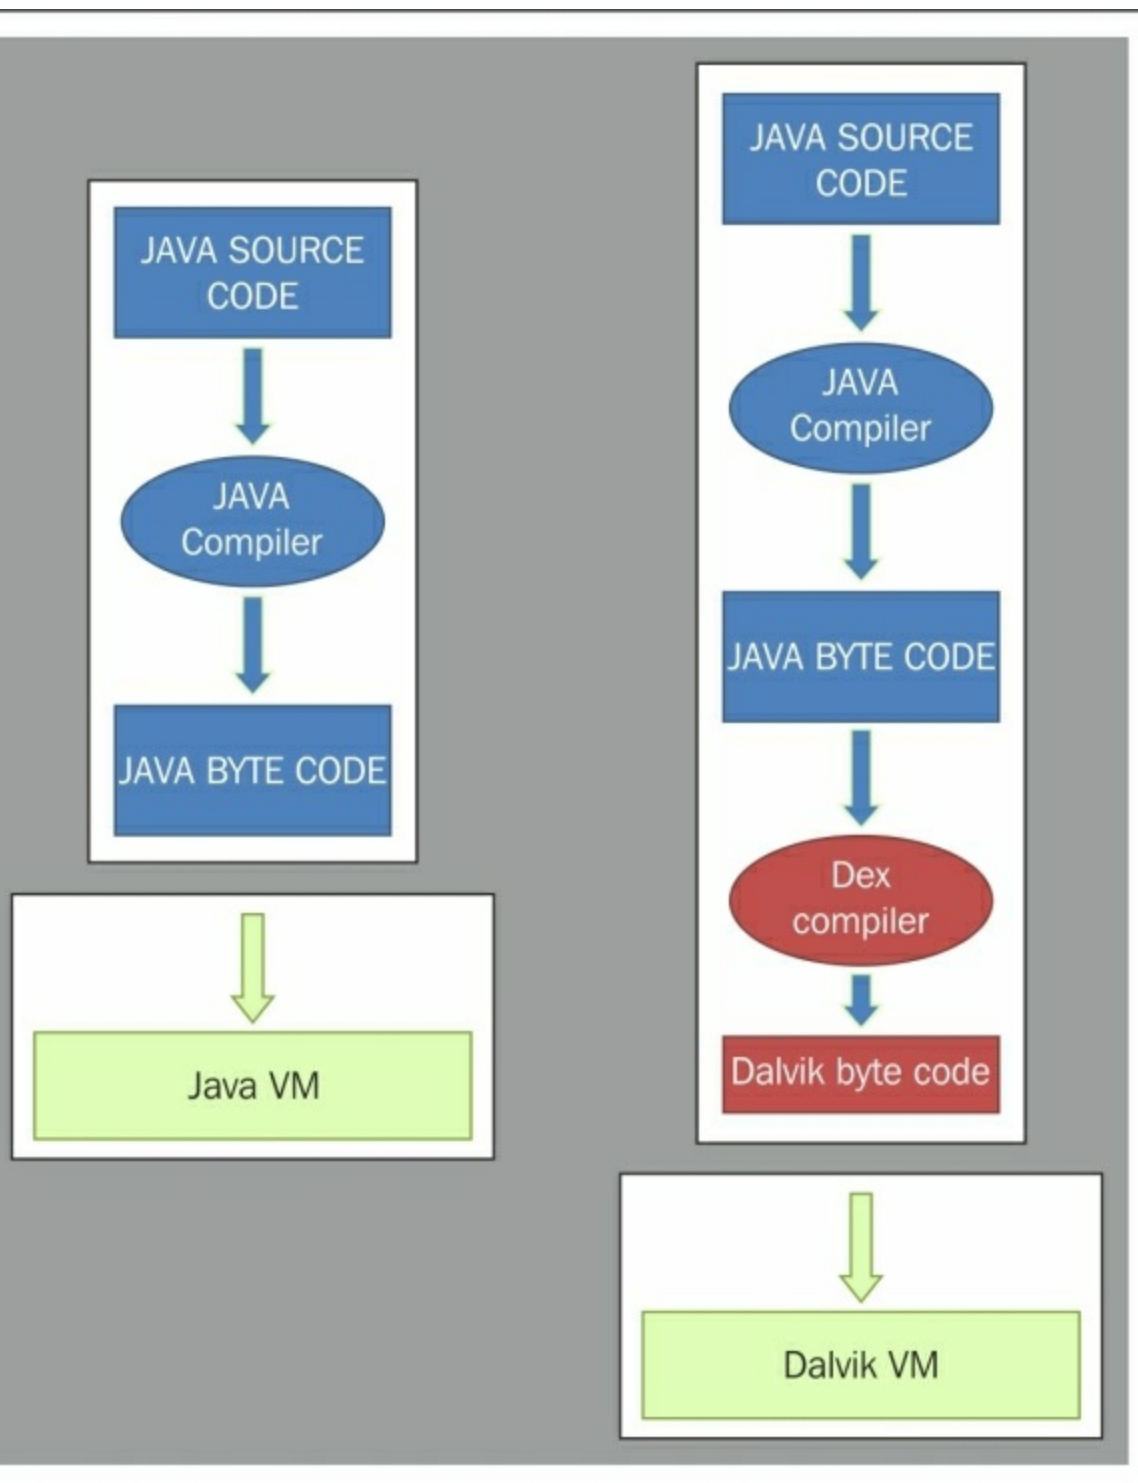 JAVA SOURCE
CODE
JAVA
Compiler
JAVA BYTE CODE
Java VM
JAVA SOURCE
CODE
JAVA
Compiler
JAVA BYTE CODE
Dex
compiler
Dalvik byte code
Dalvik VM